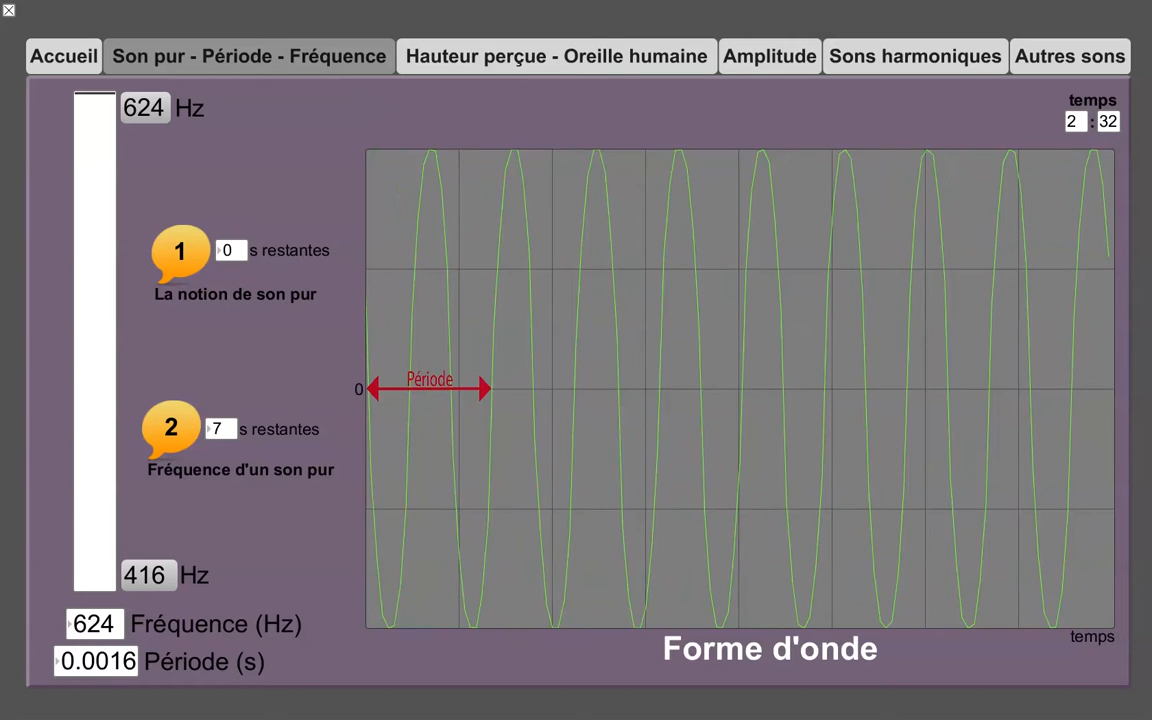 Accueil Son pur - Période - Fréquence Hauteur perçue - Oreille humaine Amplitude Sons harmoniques Autres sons
624 Hz
temps
2 : 32
1 0 s restantes
La notion de son pur
0
Période
2 7 s restantes
Fréquence d'un son pur
416 Hz
624 Fréquence (Hz)
temps
Forme d'onde
0.0016 Période (s)